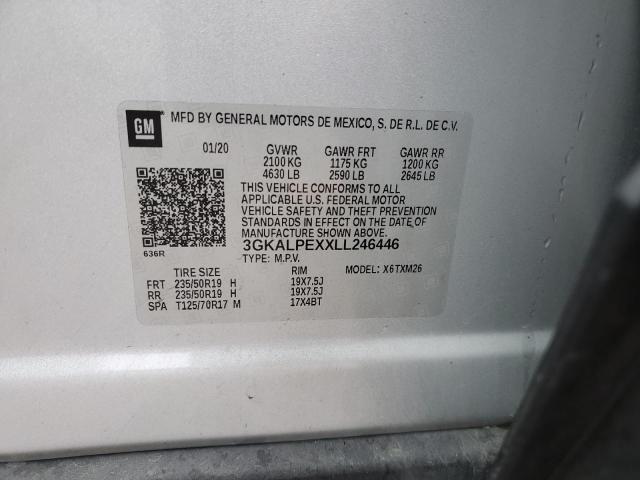 GM MFD BY GENERAL MOTORS DE MEXICO, S. DE R.L. DE C.V.
01/20 GVWR GAWR FRT GAWR RR
2100 KG 1175 KG 1200 KG
4630 LB 2590 LB 2645 LB
THIS VEHICLE CONFORMS TO ALL
APPLICABLE U.S. FEDERAL MOTOR
VEHICLE SAFETY AND THEFT PREVENTION
STANDARDS IN EFFECT ON THE DATE OF
MANUFACTURE SHOWN ABOVE.
3GKALPEXXLL246446
636R TYPE: M.P.V. MODEL: X6TXM26
TIRE SIZE RIM
FRT 235/50R19 H 19X7.5J
RR 235/50R19 H 19X7.5J
SPA T125/70R17 M 17X4BT